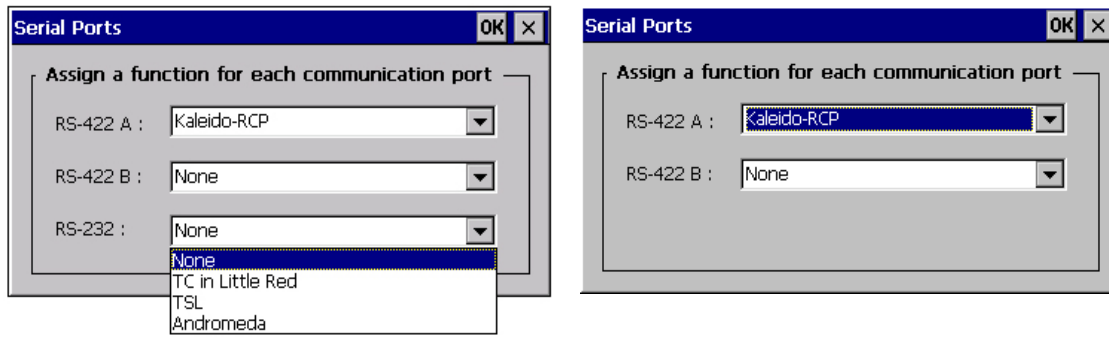 Serial Ports OK
Assign a function for each communication port
RS-422 A : Kaleido-RCP
RS-422 B : None
RS-232 : None
None
TC in Little Red
TSL
Andromeda
Serial Ports OK
Assign a function for each communication port
RS-422 A : Kaleido-RCP
RS-422 B : None